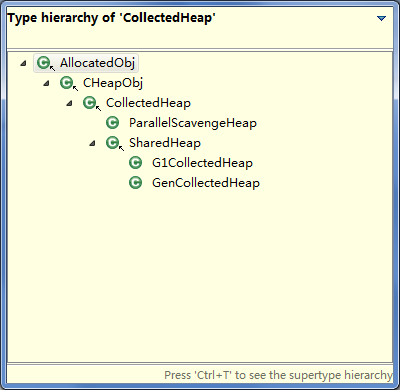 Type hierarchy of 'CollectedHeap'
AllocatedObj
CHeapObj
CollectedHeap
ParallelScavengeHeap
SharedHeap
G1CollectedHeap
GenCollectedHeap
Press 'Ctrl+T' to see the supertype hierarchy